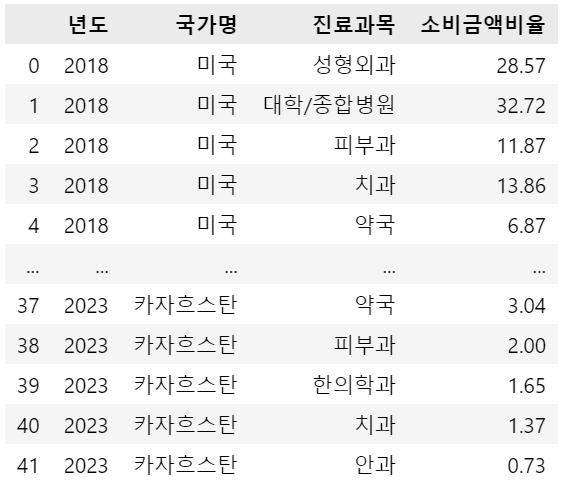 년도 국가명 진료과목 소비금액비율
0 2018 미국 성형외과 28.57
1 2018 미국 대학/종합병원 32.72
2 2018 미국 피부과 11.87
3 2018 미국 치과 13.86
4 2018 미국 약국 6.87
... ... ... ... ...
37 2023 카자흐스탄 약국 3.04
38 2023 카자흐스탄 피부과 2.00
39 2023 카자흐스탄 한의학과 1.65
40 2023 카자흐스탄 치과 1.37
41 2023 카자흐스탄 안과 0.73